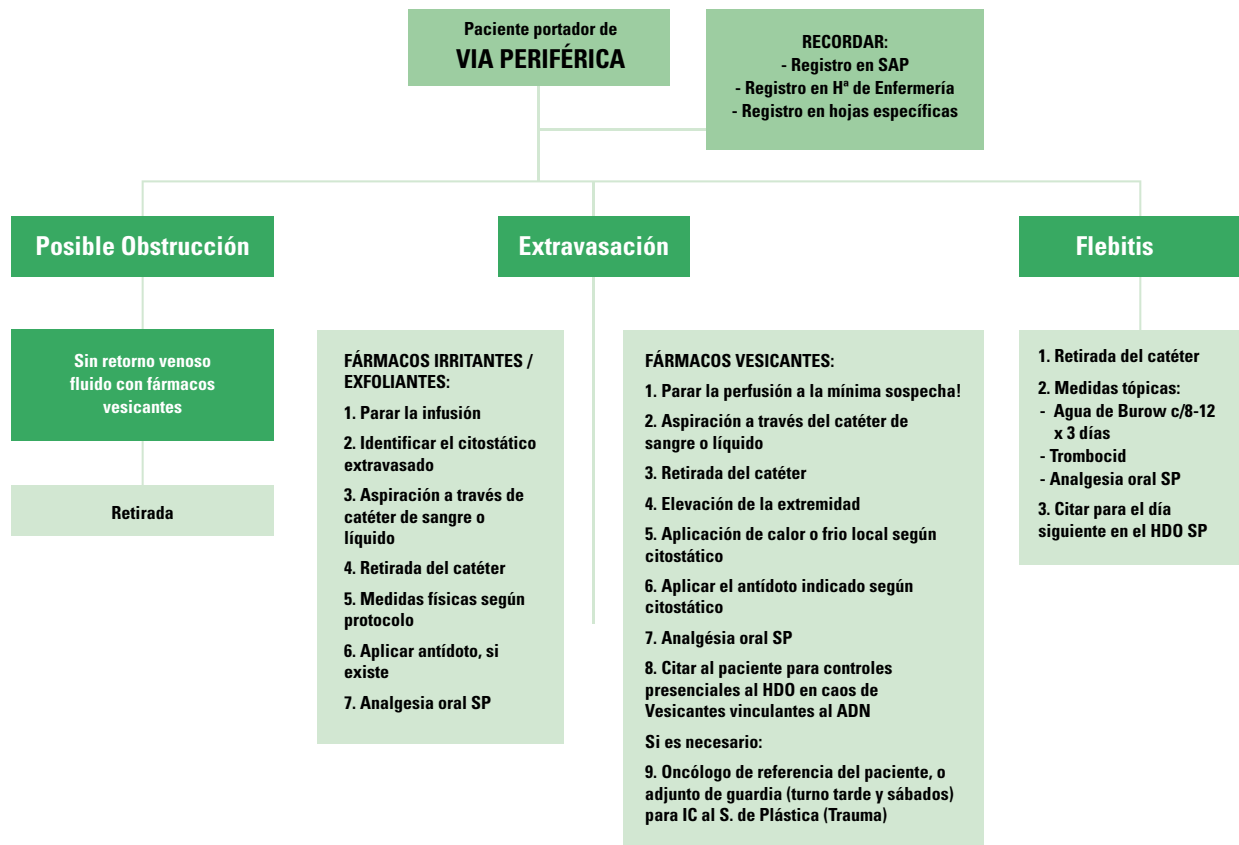 Paciente portador de
VIA PERIFÉRICA
RECORDAR:
- Registro en SAP
- Registro en Hª de Enfermería
- Registro en hojas específicas
Posible Obstrucción
Extravasación
Flebitis
Sin retorno venoso
fluido con fármacos
vesicantes
Retirada
FÁRMACOS IRRITANTES /
EXFOLIANTES:
1. Parar la infusión
2. Identificar el citostático
extravasado
3. Aspiración a través de
catéter de sangre o
líquido
4. Retirada del catéter
5. Medidas físicas según
protocolo
6. Aplicar antídoto, si
existe
7. Analgesia oral SP
FÁRMACOS VESICANTES:
1. Parar la perfusión a la mínima sospecha!
2. Aspiración a través del catéter de
sangre o líquido
3. Retirada del catéter
4. Elevación de la extremidad
5. Aplicación de calor o frio local según
citostático
6. Aplicar el antídoto indicado según
citostático
7. Analgésia oral SP
8. Citar al paciente para controles
presenciales al HDO en caos de
Vesicantes vinculantes al ADN
Si es necesario:
9. Oncólogo de referencia del paciente, o
adjunto de guardia (turno tarde y sábados)
para IC al S. de Plástica (Trauma)
1. Retirada del catéter
2. Medidas tópicas:
- Agua de Burow c/8-12
x 3 días
- Trombocid
- Analgesia oral SP
3. Citar para el día
siguiente en el HDO SP